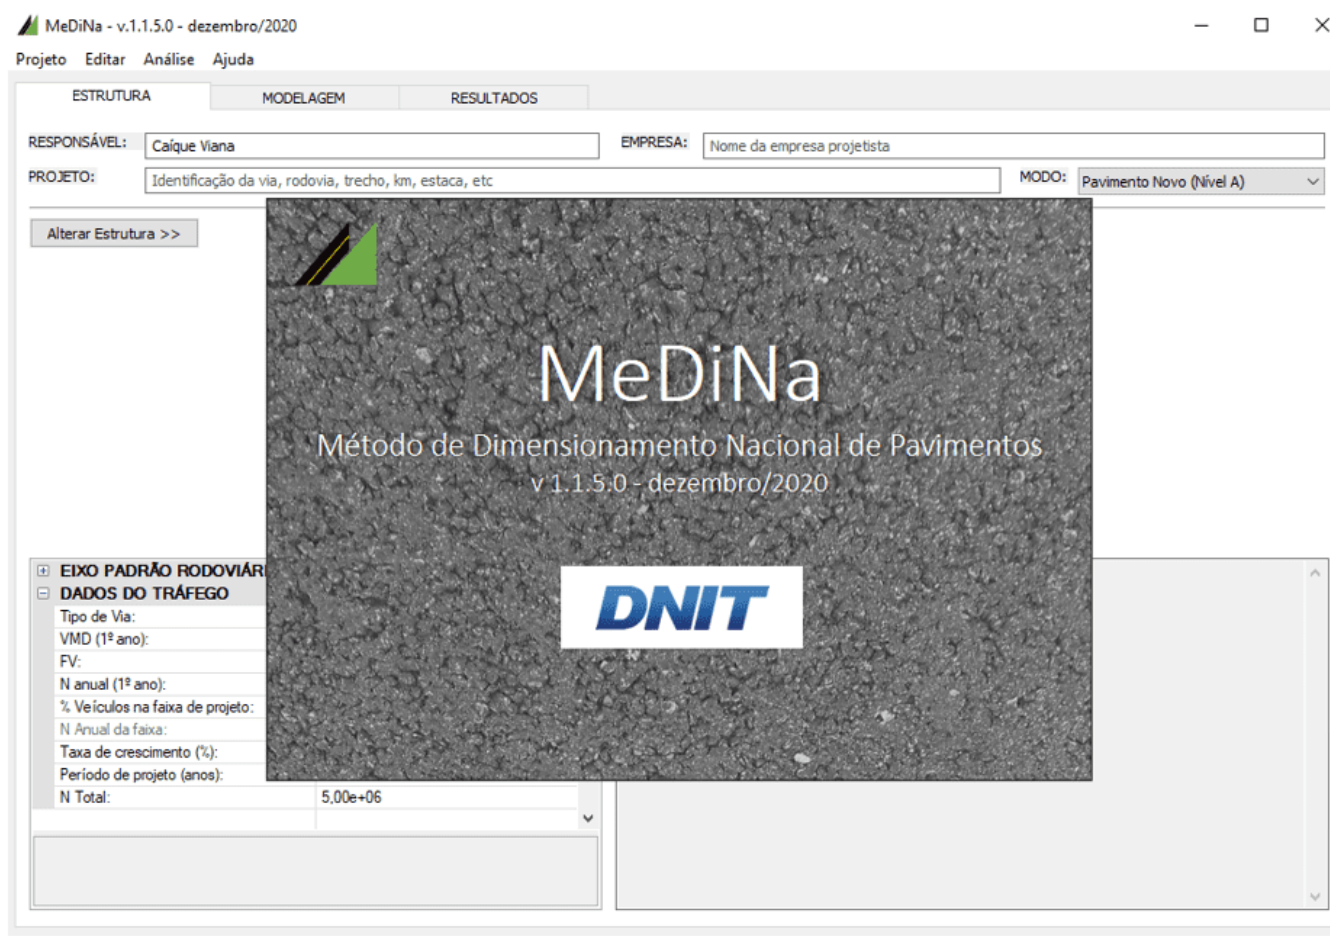 MeDiNa - v.1.1.5.0 - dezembro/2020
Projeto Editar Análise Ajuda
ESTRUTURA MODELAGEM RESULTADOS
RESPONSÁVEL: Caíque Viana EMPRESA: Nome da empresa projetista
PROJETO: Identificação da via, rodovia, trecho, km, estaca, etc MODO: Pavimento Novo (Nível A)
Alterar Estrutura >>
MeDiNa
Método de Dimensionamento Nacional de Pavimentos
v 1.1.5.0 - dezembro/2020
DNIT
EIXO PADRÃO RODOVIÁRI
DADOS DO TRÁFEGO
Tipo de Via:
VMD (1º ano):
FV:
N anual (1º ano):
% Veículos na faixa de projeto:
N Anual da faixa:
Taxa de crescimento (%):
Período de projeto (anos):
N Total: 5,00e+06